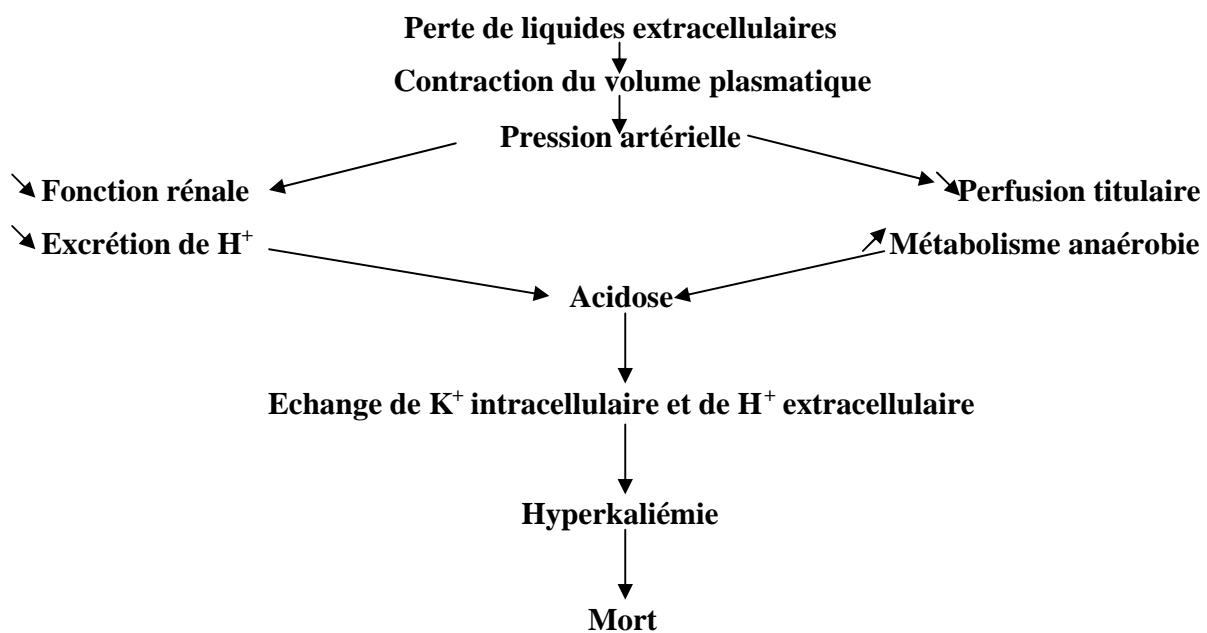 Perte de liquides extracellulaires
Contraction du volume plasmatique
Pression artérielle
Fonction rénale
Perfusion titulaire
Excrétion de H⁺
Métabolisme anaérobie
Acidose
Echange de K⁺ intracellulaire et de H⁺ extracellulaire
Hyperkaliémie
Mort